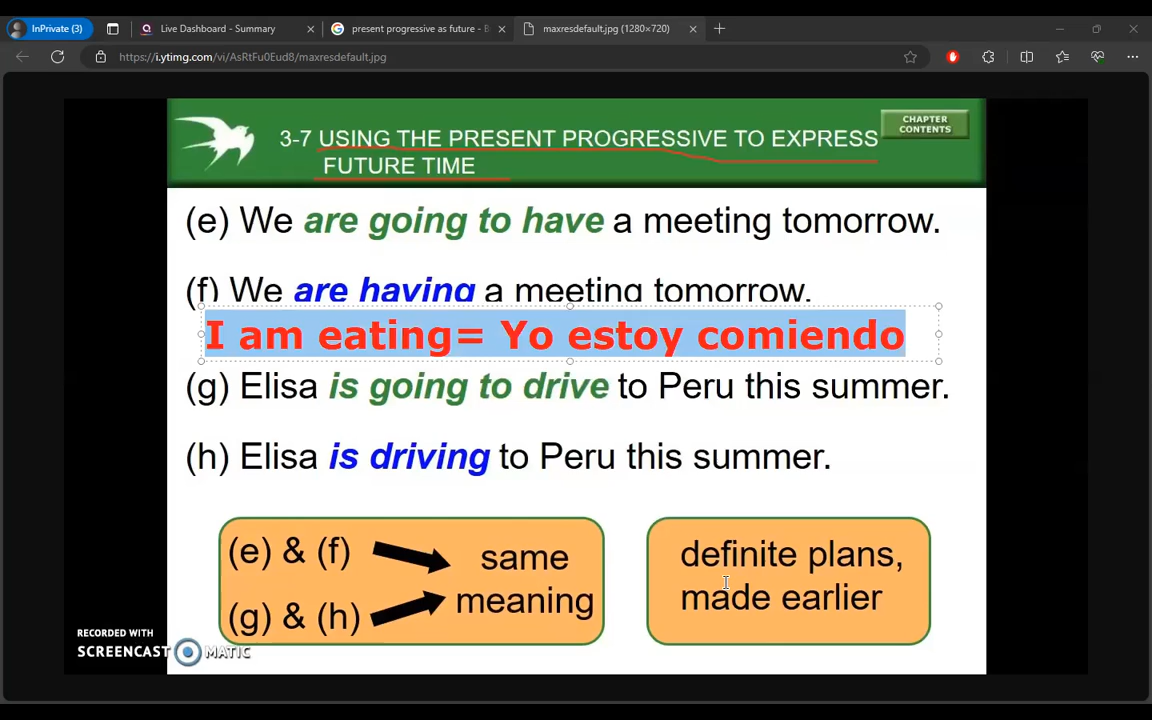 InPrivate (3)
Live Dashboard - Summary
present progressive as future - B
maxresdefault.jpg (1280×720)
https://i.ytimg.com/vi/AsRtFu0Eud8/maxresdefault.jpg
CHAPTER
CONTENTS
3-7 USING THE PRESENT PROGRESSIVE TO EXPRESS
FUTURE TIME
(e) We are going to have a meeting tomorrow.
(f) We are having a meeting tomorrow.
I am eating= Yo estoy comiendo
(g) Elisa is going to drive to Peru this summer.
(h) Elisa is driving to Peru this summer.
(e) & (f)
(g) & (h)
same
meaning
definite plans,
made earlier
RECORDED WITH
SCREENCAST MATIC